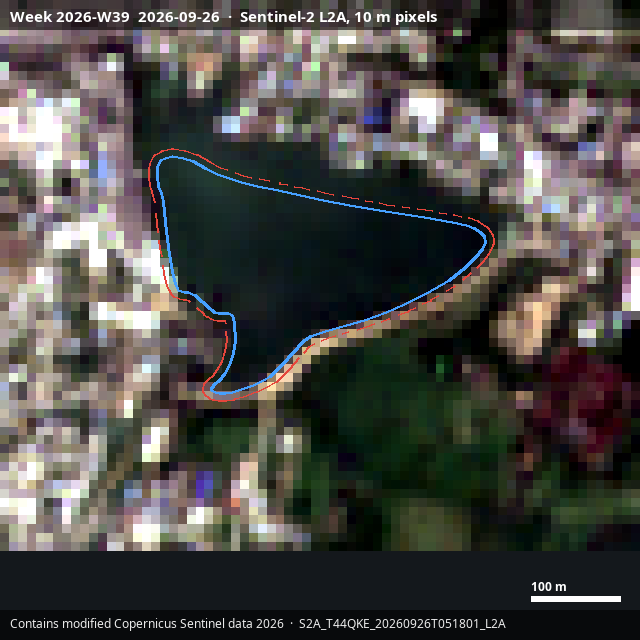 Week 2026-W39  2026-09-26  ·  Sentinel-2 L2A, 10 m pixels
100 m
Contains modified Copernicus Sentinel data 2026  ·  S2A_T44QKE_20260926T051801_L2A